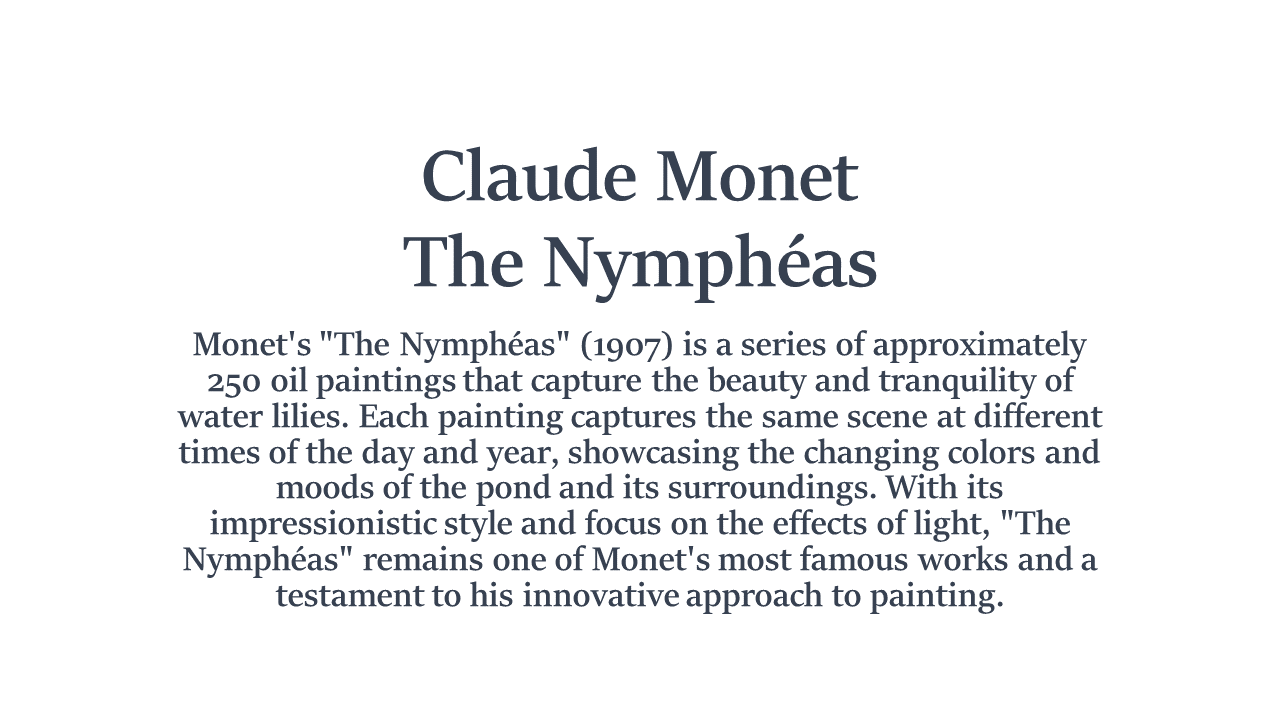 Claude Monet
The Nymphéas
Monet's "The Nymphéas" (1907) is a series of approximately
250 oil paintings that capture the beauty and tranquility of
water lilies. Each painting captures the same scene at different
times of the day and year, showcasing the changing colors and
moods of the pond and its surroundings. With its
impressionistic style and focus on the effects of light, "The
Nymphéas" remains one of Monet's most famous works and a
testament to his innovative approach to painting.